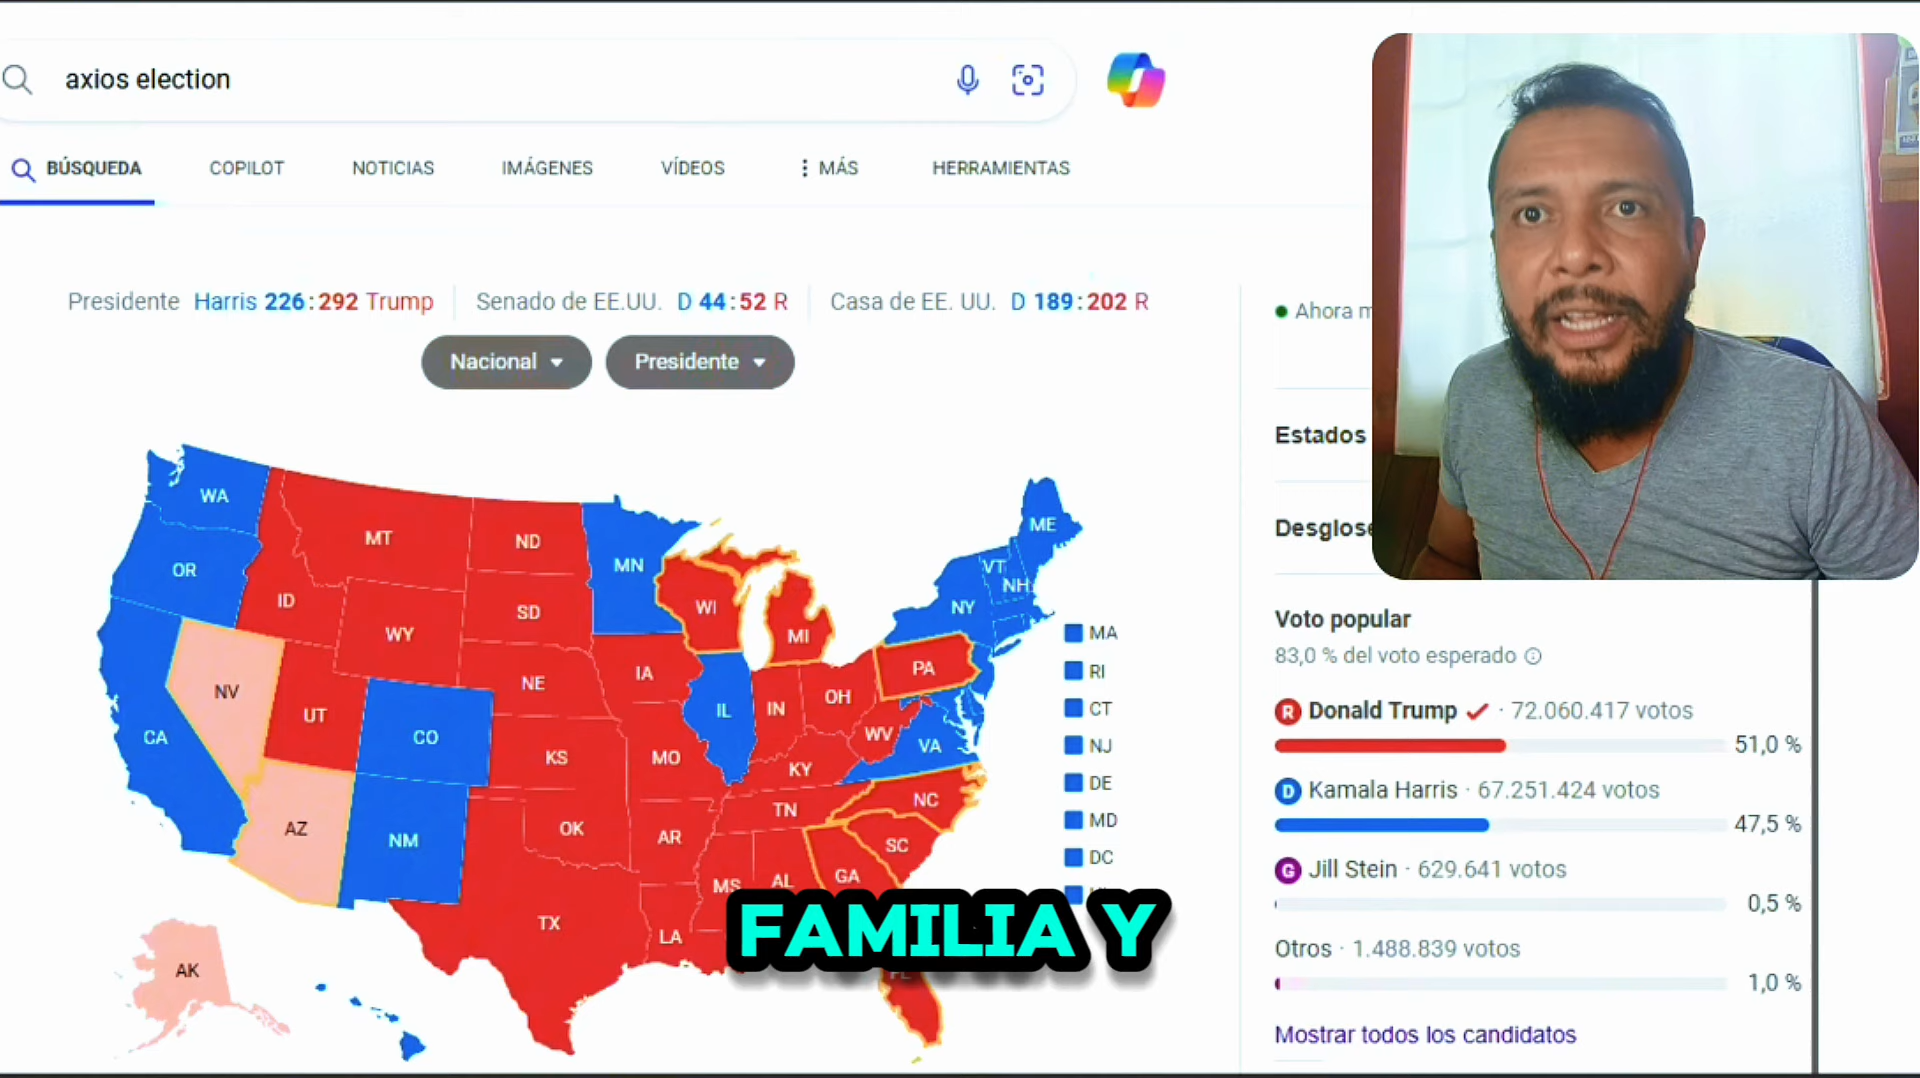 axios election
BÚSQUEDA COPILOT NOTICIAS IMÁGENES VÍDEOS MÁS HERRAMIENTAS
Presidente Harris 226:292 Trump Senado de EE.UU. D 44:52 R Casa de EE. UU. D 189:202 R
Nacional Presidente
WA
MT
ND
MN
OR
ID
SD
WY
WI
MI
ME
VT
NH
NY
NV
UT
CO
NE
IA
IL
IN
OH
PA
WV
VA
CA
KS
MO
KY
AZ
NM
OK
AR
TN
NC
SC
MS
AL
GA
TX
LA
FL
AK
MA
RI
CT
NJ
DE
MD
DC
FAMILIA Y
Ahora m
Estados
Desglose
Voto popular
83,0 % del voto esperado
R Donald Trump · 72.060.417 votos
51,0 %
D Kamala Harris · 67.251.424 votos
47,5 %
G Jill Stein · 629.641 votos
0,5 %
Otros · 1.488.839 votos
1,0 %
Mostrar todos los candidatos